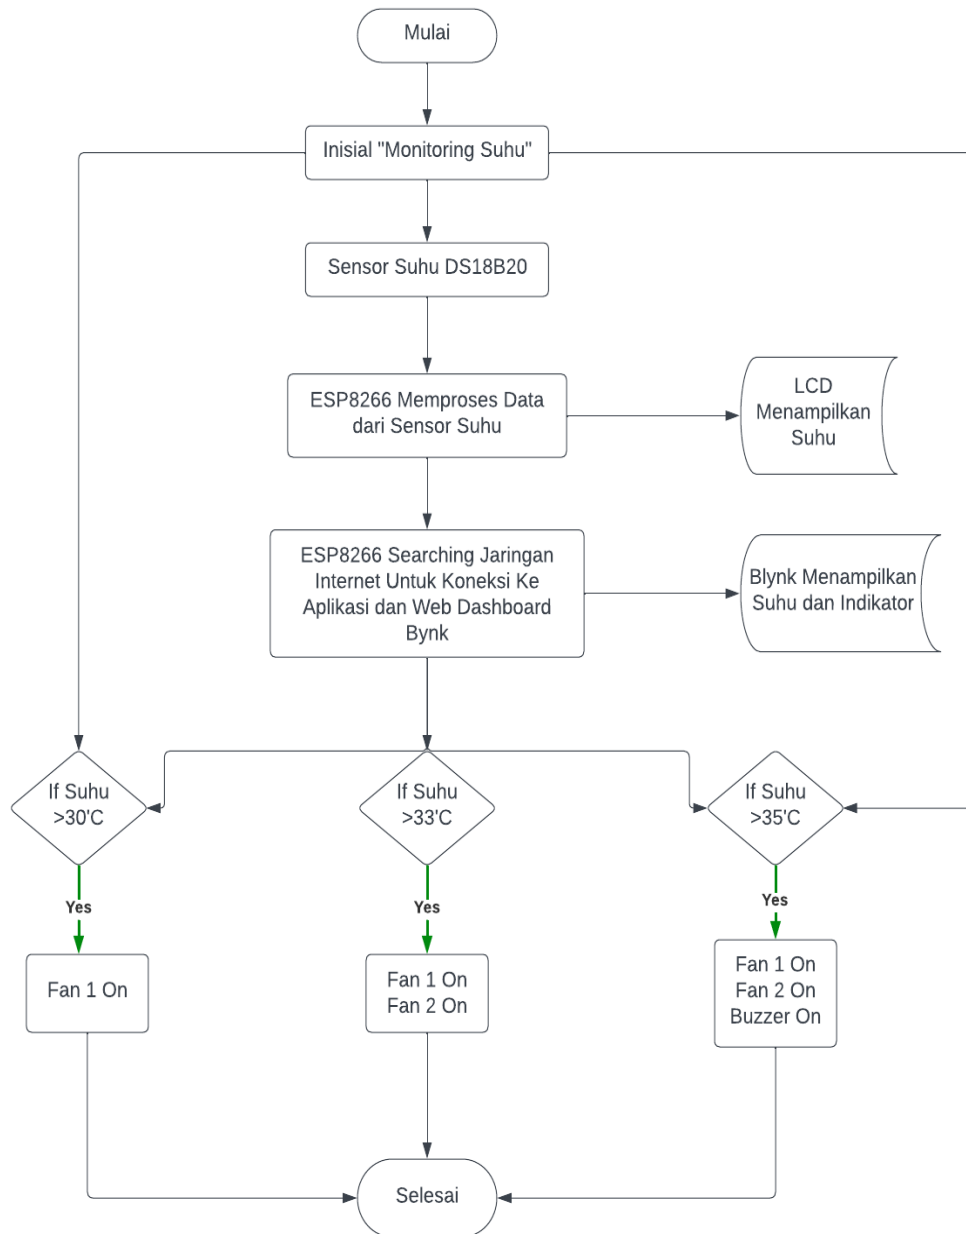 Mulai
Inisial "Monitoring Suhu"
Sensor Suhu DS18B20
ESP8266 Memproses Data
dari Sensor Suhu
LCD
Menampilkan
Suhu
ESP8266 Searching Jaringan
Internet Untuk Koneksi Ke
Aplikasi dan Web Dashboard
Bynk
Blynk Menampilkan
Suhu dan Indikator
If Suhu
>30'C
If Suhu
>33'C
If Suhu
>35'C
Yes
Yes
Yes
Fan 1 On
Fan 1 On
Fan 2 On
Fan 1 On
Fan 2 On
Buzzer On
Selesai